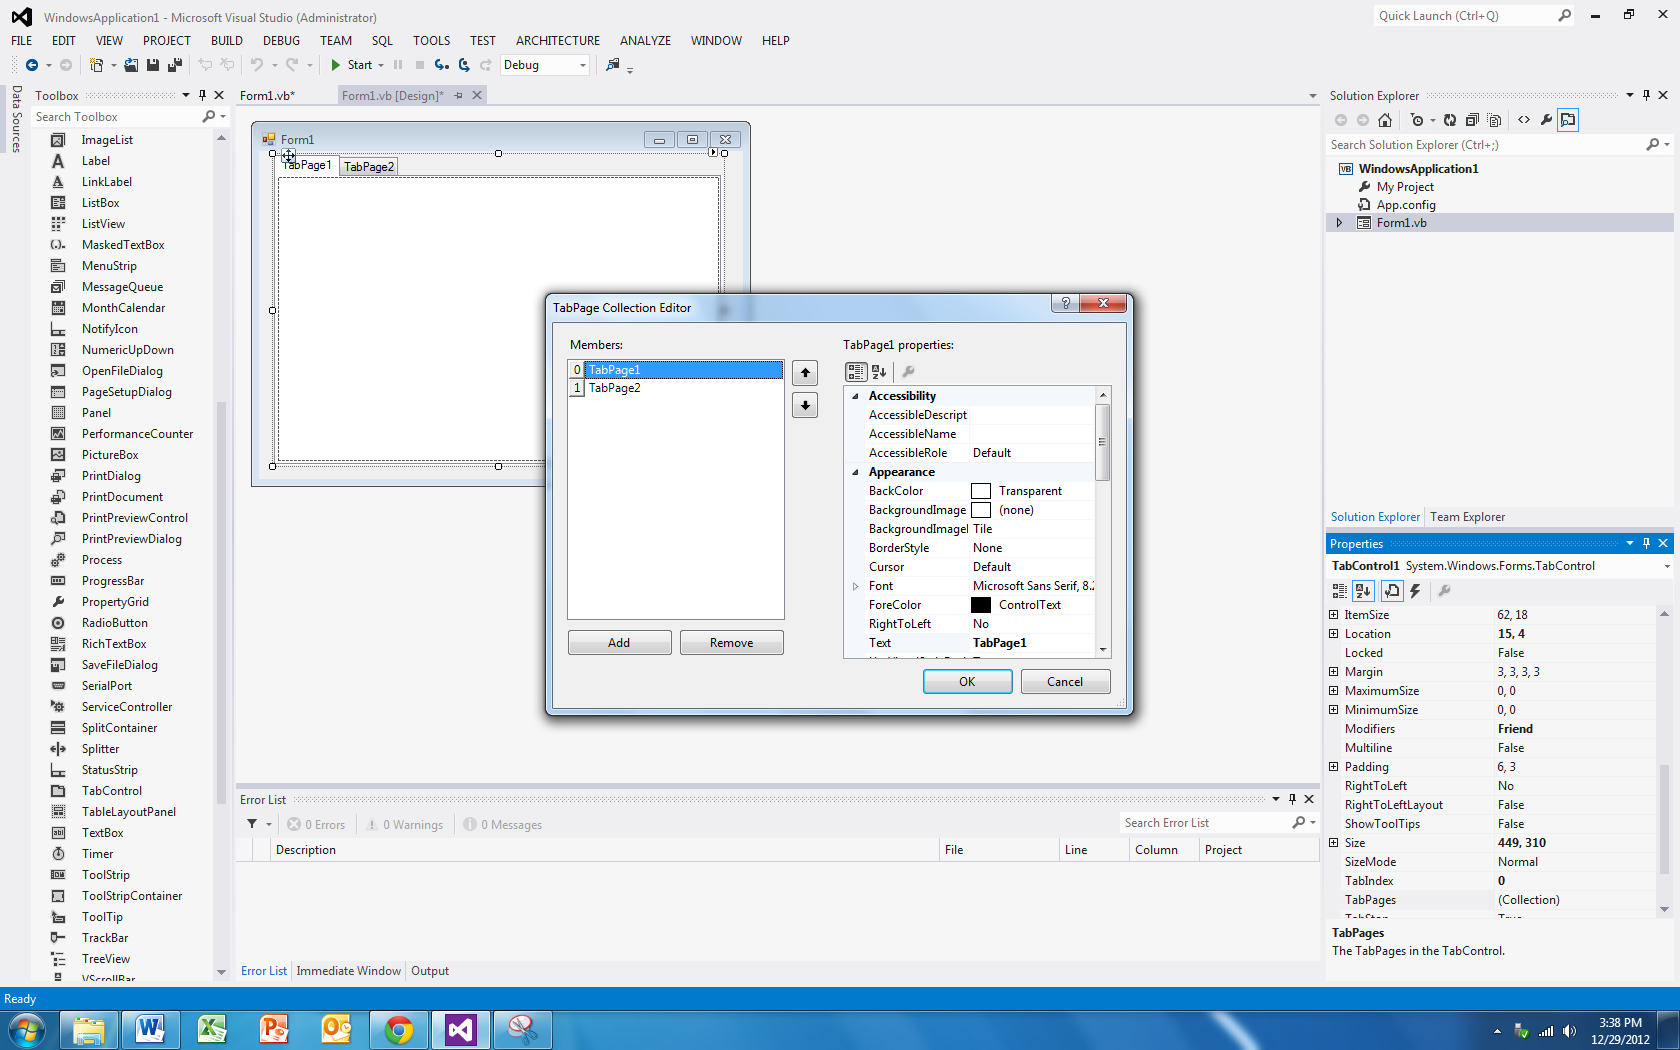 WindowsApplication1 - Microsoft Visual Studio (Administrator)
Quick Launch (Ctrl+Q)
FILE EDIT VIEW PROJECT BUILD DEBUG TEAM SQL TOOLS TEST ARCHITECTURE ANALYZE WINDOW HELP
Start Debug
Data Sources
Toolbox
Search Toolbox
ImageList
Label
LinkLabel
ListBox
ListView
MaskedTextBox
MenuStrip
MessageQueue
MonthCalendar
NotifyIcon
NumericUpDown
OpenFileDialog
PageSetupDialog
Panel
PerformanceCounter
PictureBox
PrintDialog
PrintDocument
PrintPreviewControl
PrintPreviewDialog
Process
ProgressBar
PropertyGrid
RadioButton
RichTextBox
SaveFileDialog
SerialPort
ServiceController
SplitContainer
Splitter
StatusStrip
TabControl
TableLayoutPanel
TextBox
Timer
ToolStrip
ToolStripContainer
ToolTip
TrackBar
TreeView
VScrollBar
Form1.vb* Form1.vb [Design]*
Form1
TabPage1 TabPage2
TabPage Collection Editor
Members:
0 TabPage1
1 TabPage2
Add Remove
TabPage1 properties:
Accessibility
AccessibleDescript
AccessibleName
AccessibleRole Default
Appearance
BackColor Transparent
BackgroundImage (none)
BackgroundImageL Tile
BorderStyle None
Cursor Default
Font Microsoft Sans Serif, 8.2
ForeColor ControlText
RightToLeft No
Text TabPage1
OK Cancel
Error List
0 Errors 0 Warnings 0 Messages
Search Error List
Description File Line Column Project
Error List Immediate Window Output
Solution Explorer
Search Solution Explorer (Ctrl+;)
WindowsApplication1
My Project
App.config
Form1.vb
Solution Explorer Team Explorer
Properties
TabControl1 System.Windows.Forms.TabControl
ItemSize 62, 18
Location 15, 4
Locked False
Margin 3, 3, 3, 3
MaximumSize 0, 0
MinimumSize 0, 0
Modifiers Friend
Multiline False
Padding 6, 3
RightToLeft No
RightToLeftLayout False
ShowToolTips False
Size 449, 310
SizeMode Normal
TabIndex 0
TabPages (Collection)
TabStop True
TabPages
The TabPages in the TabControl.
Ready
3:38 PM
12/29/2012